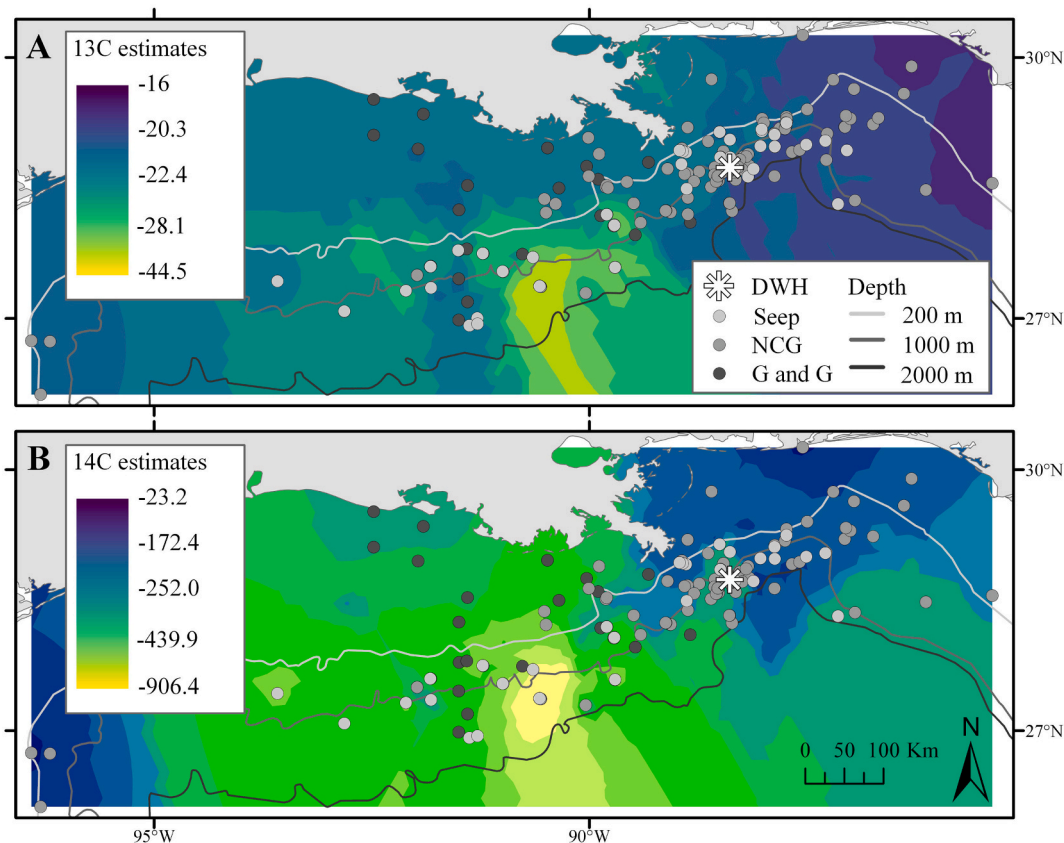 A
13C estimates
-16
-20.3
-22.4
-28.1
-44.5
30°N
27°N
DWH Depth
Seep 200 m
NCG 1000 m
G and G 2000 m
B
14C estimates
-23.2
-172.4
-252.0
-439.9
-906.4
30°N
27°N
N
0 50 100 Km
95°W 90°W